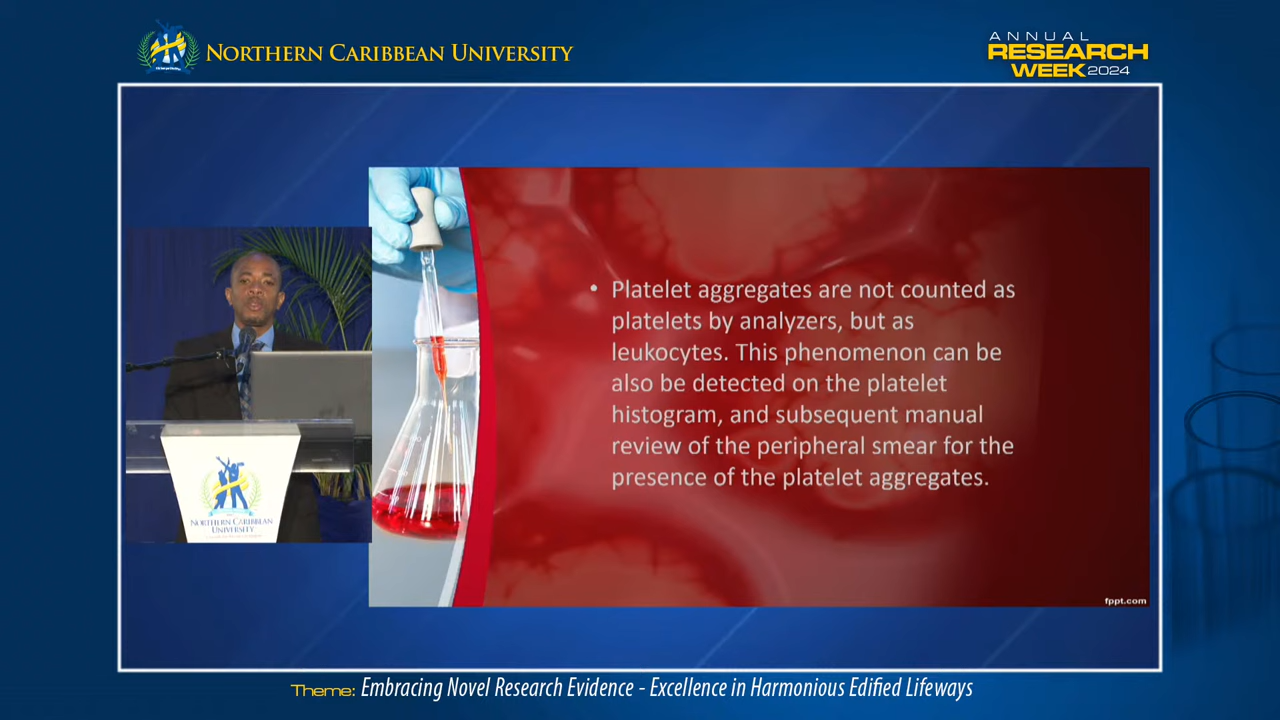 NORTHERN CARIBBEAN UNIVERSITY
ANNUAL
RESEARCH
WEEK 2024
• Platelet aggregates are not counted as
platelets by analyzers, but as
leukocytes. This phenomenon can be
also be detected on the platelet
histogram, and subsequent manual
review of the peripheral smear for the
presence of the platelet aggregates.
NORTHERN CARIBBEAN
UNIVERSITY
fppt.com
Theme: Embracing Novel Research Evidence - Excellence in Harmonious Edified Lifeways